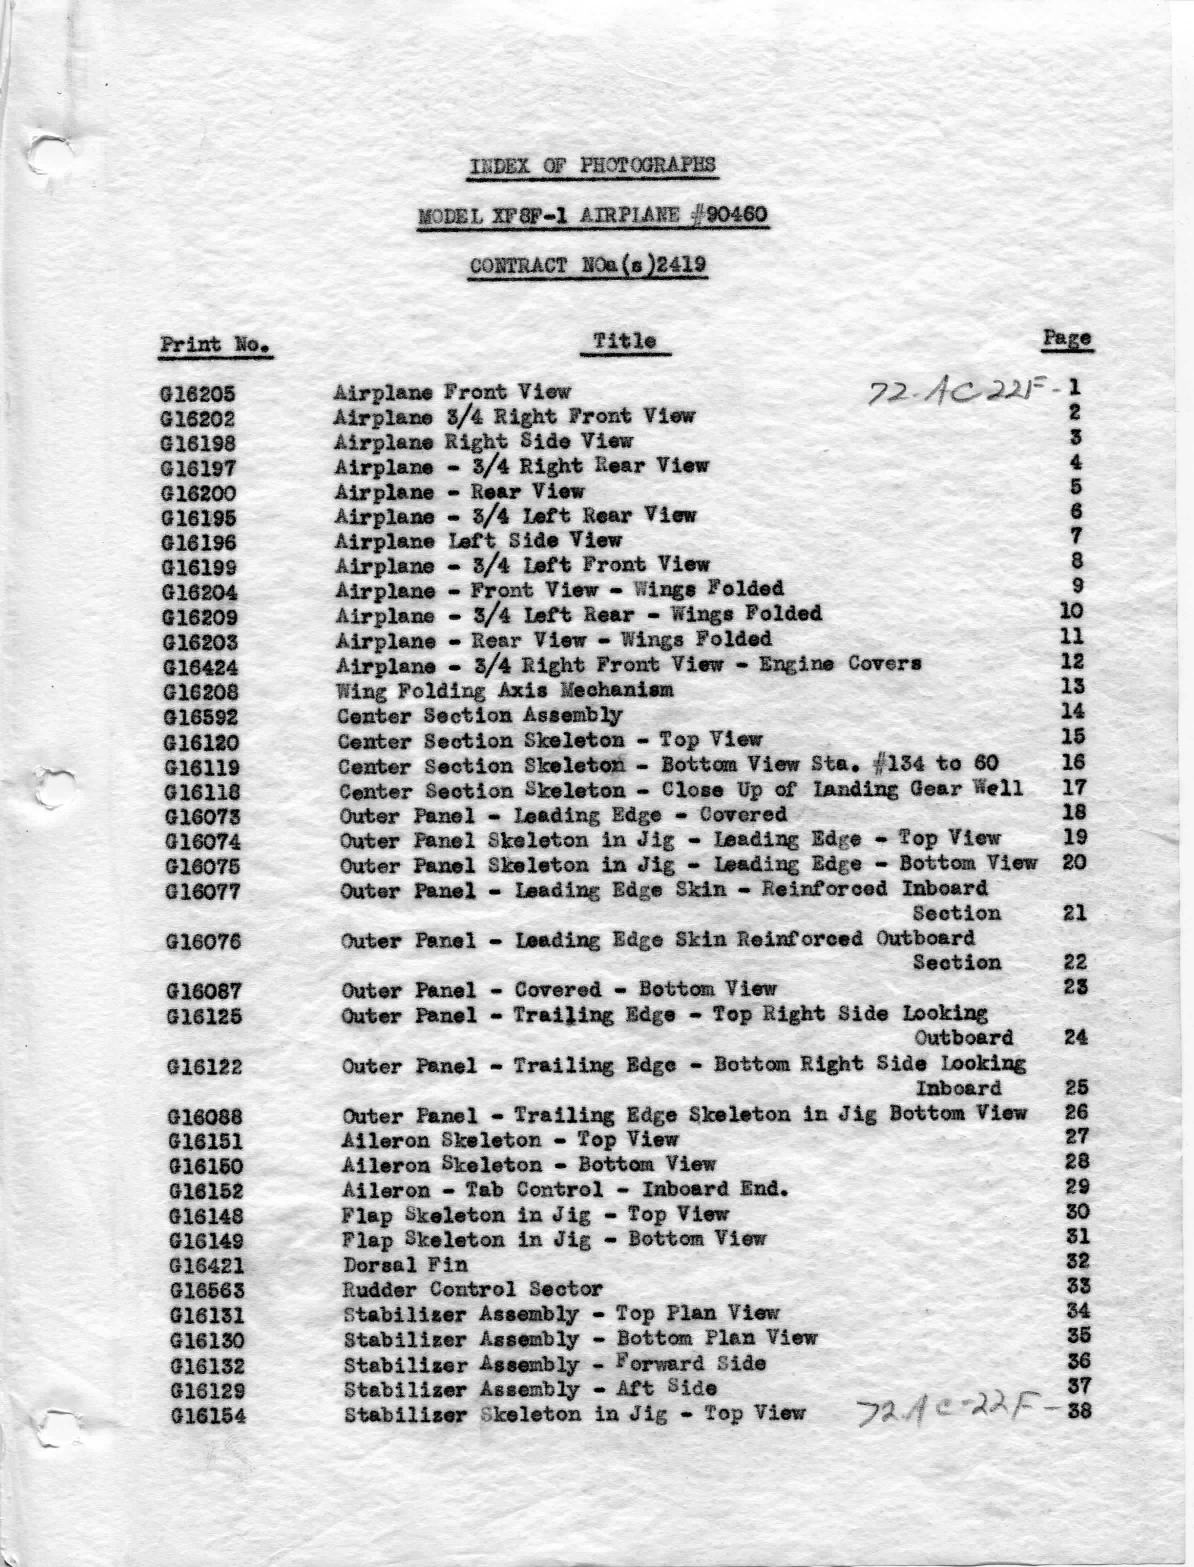 INDEX OF PHOTOGRAPHS
MODEL XF8F-1 AIRPLANE #90460
CONTRACT NOa(s)2419
Print No. Title Page
G16205 Airplane Front View 72-AC-22F- 1
G16202 Airplane 3/4 Right Front View 2
G16198 Airplane Right Side View 3
G16197 Airplane - 3/4 Right Rear View 4
G16200 Airplane - Rear View 5
G16195 Airplane - 3/4 Left Rear View 6
G16196 Airplane Left Side View 7
G16199 Airplane - 3/4 Left Front View 8
G16204 Airplane - Front View - Wings Folded 9
G16209 Airplane - 3/4 Left Rear - Wings Folded 10
G16203 Airplane - Rear View - Wings Folded 11
G16424 Airplane - 3/4 Right Front View - Engine Covers 12
G16208 Wing Folding Axis Mechanism 13
G16592 Center Section Assembly 14
G16120 Center Section Skeleton - Top View 15
G16119 Center Section Skeleton - Bottom View Sta. #134 to 60 16
G16118 Center Section Skeleton - Close Up of Landing Gear Well 17
G16073 Outer Panel - Leading Edge - Covered 18
G16074 Outer Panel Skeleton in Jig - Leading Edge - Top View 19
G16075 Outer Panel Skeleton in Jig - Leading Edge - Bottom View 20
G16077 Outer Panel - Leading Edge Skin - Reinforced Inboard
Section 21
G16076 Outer Panel - Leading Edge Skin Reinforced Outboard
Section 22
G16087 Outer Panel - Covered - Bottom View 23
G16125 Outer Panel - Trailing Edge - Top Right Side Looking
Outboard 24
G16122 Outer Panel - Trailing Edge - Bottom Right Side Looking
Inboard 25
G16088 Outer Panel - Trailing Edge Skeleton in Jig Bottom View 26
G16151 Aileron Skeleton - Top View 27
G16150 Aileron Skeleton - Bottom View 28
G16152 Aileron - Tab Control - Inboard End. 29
G16148 Flap Skeleton in Jig - Top View 30
G16149 Flap Skeleton in Jig - Bottom View 31
G16421 Dorsal Fin 32
G16563 Rudder Control Sector 33
G16131 Stabilizer Assembly - Top Plan View 34
G16130 Stabilizer Assembly - Bottom Plan View 35
G16132 Stabilizer Assembly - Forward Side 36
G16129 Stabilizer Assembly - Aft Side 37
G16154 Stabilizer Skeleton in Jig - Top View 72-AC-22F- 38